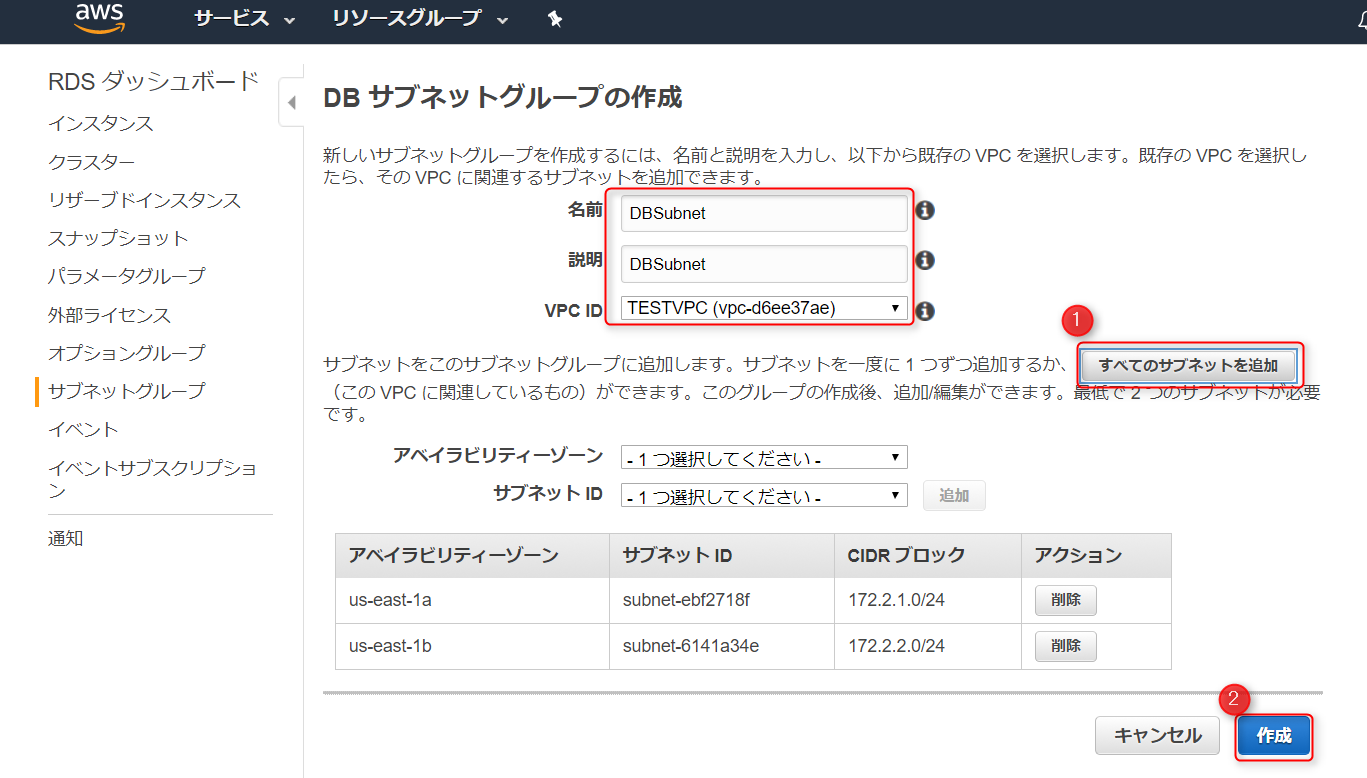 aws
サービス リソースグループ
RDS ダッシュボード
インスタンス
クラスター
リザーブドインスタンス
スナップショット
パラメータグループ
外部ライセンス
オプショングループ
サブネットグループ
イベント
イベントサブスクリプショ
ン
通知
DB サブネットグループの作成
新しいサブネットグループを作成するには、名前と説明を入力し、以下から既存の VPC を選択します。既存の VPC を選択し
たら、その VPC に関連するサブネットを追加できます。
名前 DBSubnet
説明 DBSubnet
VPC ID TESTVPC (vpc-d6ee37ae)
1
サブネットをこのサブネットグループに追加します。サブネットを一度に 1 つずつ追加するか、 すべてのサブネットを追加
（この VPC に関連しているもの）ができます。このグループの作成後、追加/編集ができます。最低で 2 つのサブネットが必要
です。
アベイラビリティーゾーン - 1 つ選択してください -
サブネット ID - 1 つ選択してください - 追加
アベイラビリティーゾーン サブネット ID CIDR ブロック アクション
us-east-1a subnet-ebf2718f 172.2.1.0/24 削除
us-east-1b subnet-6141a34e 172.2.2.0/24 削除
2
キャンセル 作成